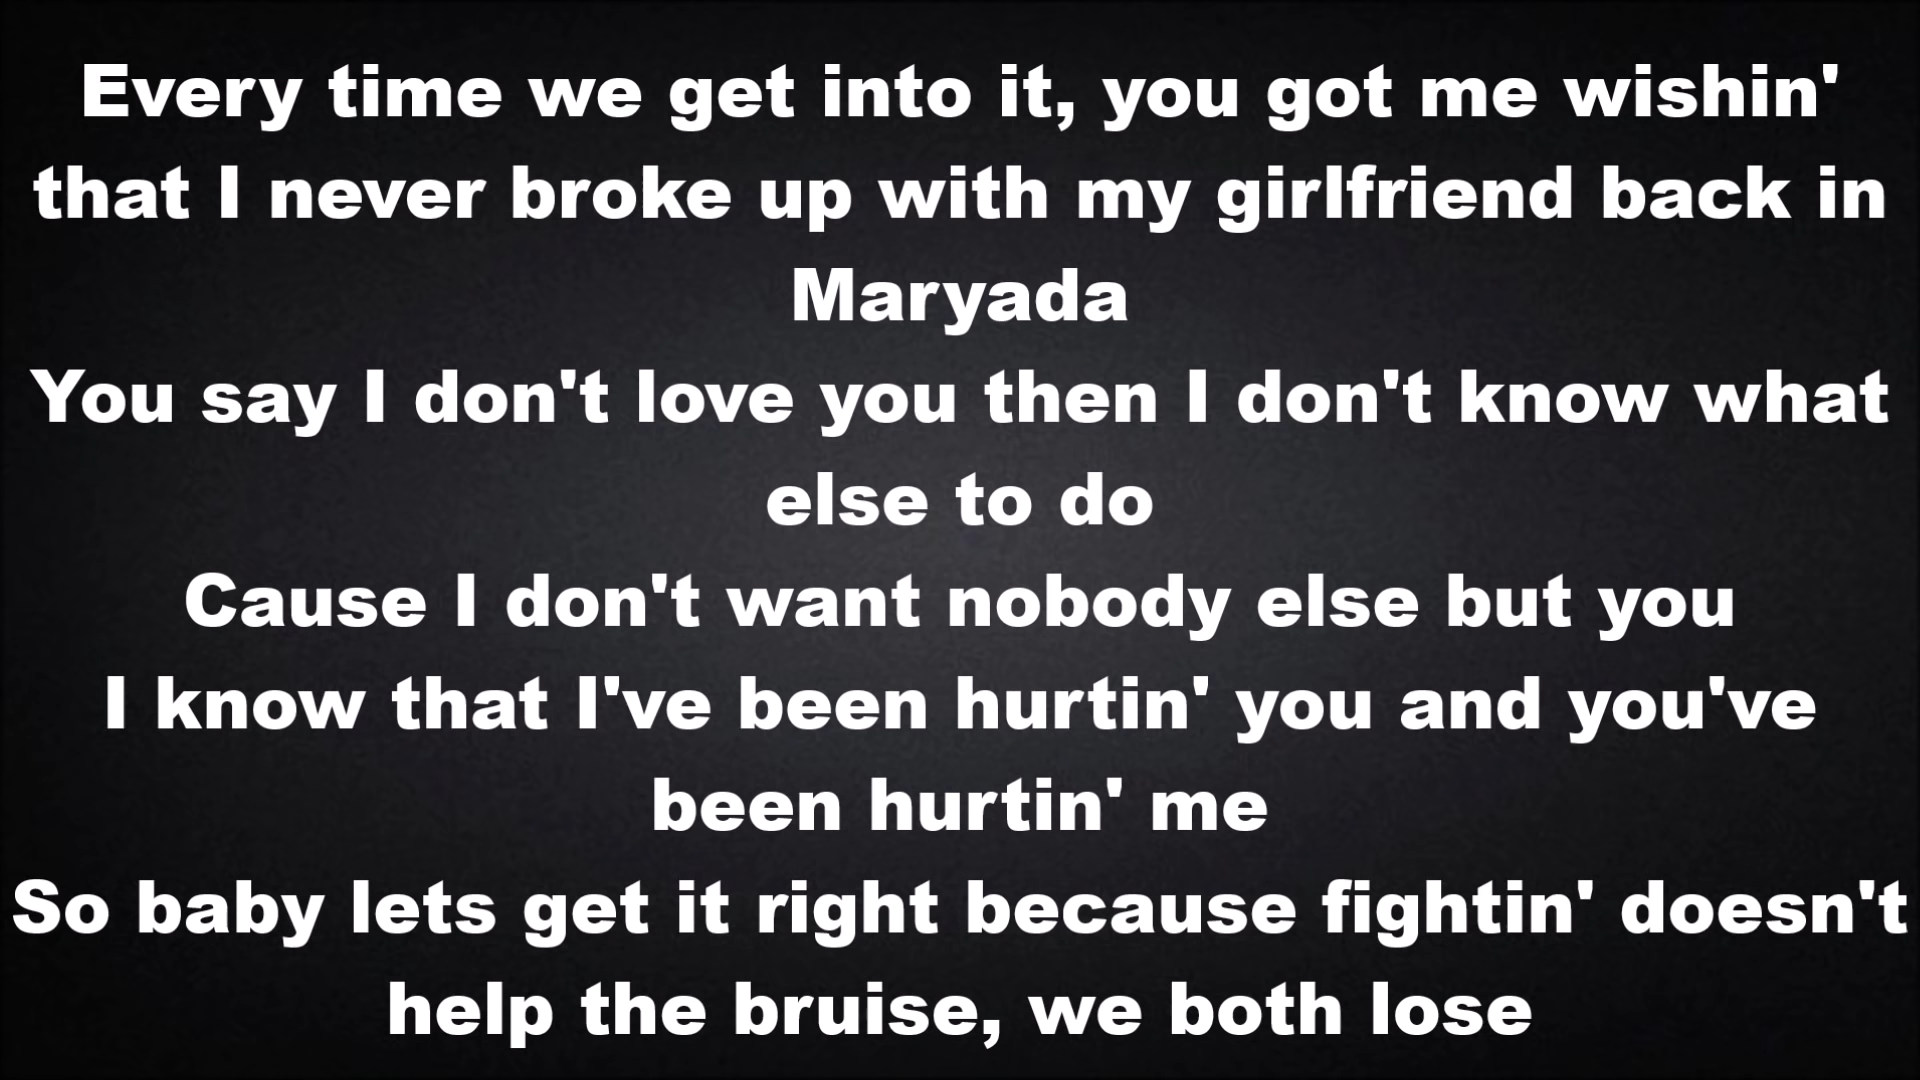 Every time we get into it, you got me wishin'
that I never broke up with my girlfriend back in
Maryada
You say I don't love you then I don't know what
else to do
Cause I don't want nobody else but you
I know that I've been hurtin' you and you've
been hurtin' me
So baby lets get it right because fightin' doesn't
help the bruise, we both lose